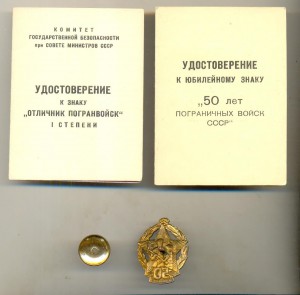 КОМИТЕТ
ГОСУДАРСТВЕННОЙ БЕЗОПАСНОСТИ
при СОВЕТЕ МИНИСТРОВ СССР
УДОСТОВЕРЕНИЕ
К ЗНАКУ
„ОТЛИЧНИК ПОГРАНВОЙСК"
I СТЕПЕНИ
УДОСТОВЕРЕНИЕ
К ЮБИЛЕЙНОМУ ЗНАКУ
„50 лет
ПОГРАНИЧНЫХ ВОЙСК
СССР"